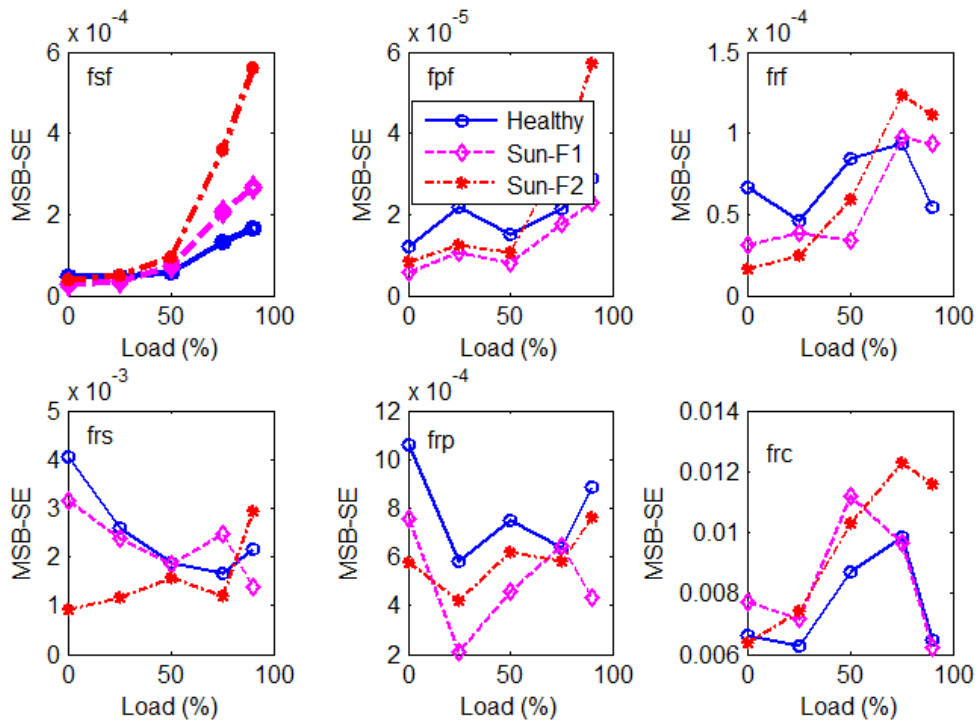 x 10^-4
6
4
2
0
MSB-SE
fsf
0 50 100
Load (%)
x 10^-5
6
4
2
0
MSB-SE
fpf
Healthy
Sun-F1
Sun-F2
0 50 100
Load (%)
x 10^-4
1.5
1
0.5
0
MSB-SE
frf
0 50 100
Load (%)
x 10^-3
5
4
3
2
1
0
MSB-SE
frs
0 50 100
Load (%)
x 10^-4
12
10
8
6
4
2
MSB-SE
frp
0 50 100
Load (%)
0.014
0.012
0.01
0.008
0.006
MSB-SE
frc
0 50 100
Load (%)